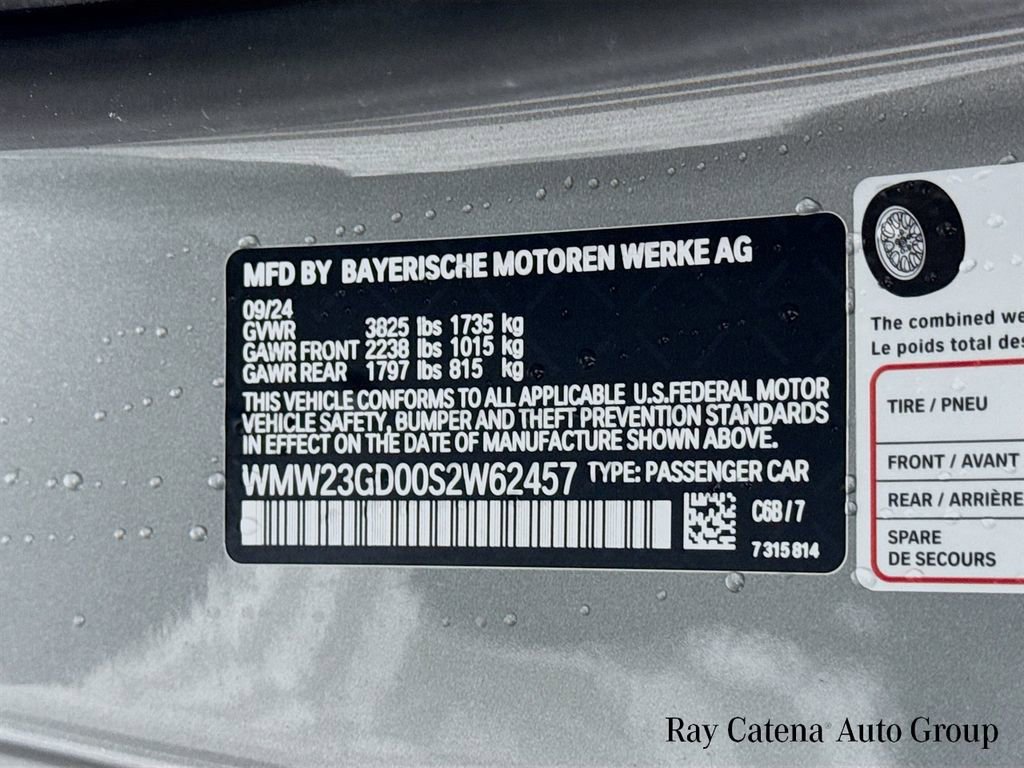 MFD BY BAYERISCHE MOTOREN WERKE AG
09/24
GVWR 3825 lbs 1735 kg
GAWR FRONT 2238 lbs 1015 kg
GAWR REAR 1797 lbs 815 kg
THIS VEHICLE CONFORMS TO ALL APPLICABLE U.S.FEDERAL MOTOR
VEHICLE SAFETY, BUMPER AND THEFT PREVENTION STANDARDS
IN EFFECT ON THE DATE OF MANUFACTURE SHOWN ABOVE.
WMW23GD00S2W62457 TYPE: PASSENGER CAR
C6B/7
7315814
The combined we
Le poids total des
TIRE / PNEU
FRONT / AVANT
REAR / ARRIÈRE
SPARE
DE SECOURS
Ray Catena Auto Group